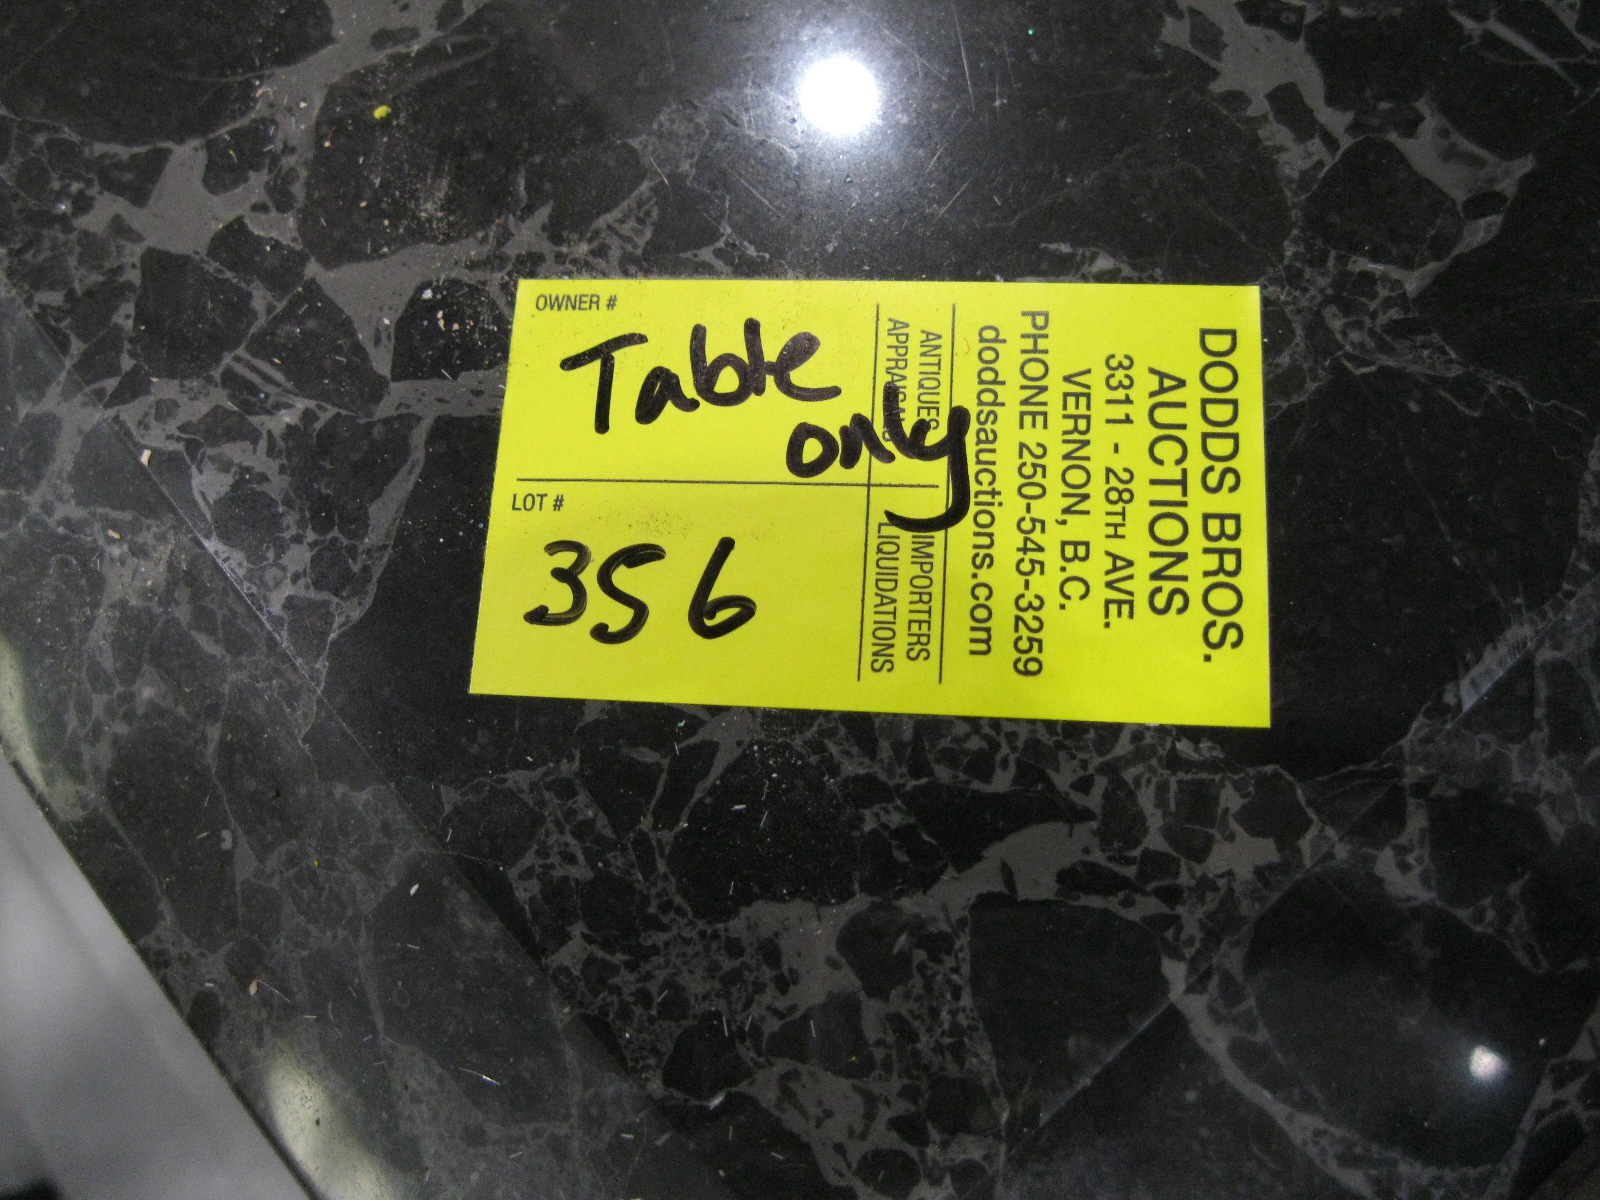 OWNER #
Table
only
LOT #
356
DODDS BROS.
AUCTIONS
3311 - 28TH AVE.
VERNON, B.C.
PHONE 250-545-3259
doddsauctions.com
ANTIQUES IMPORTERS
APPRAISALS LIQUIDATIONS